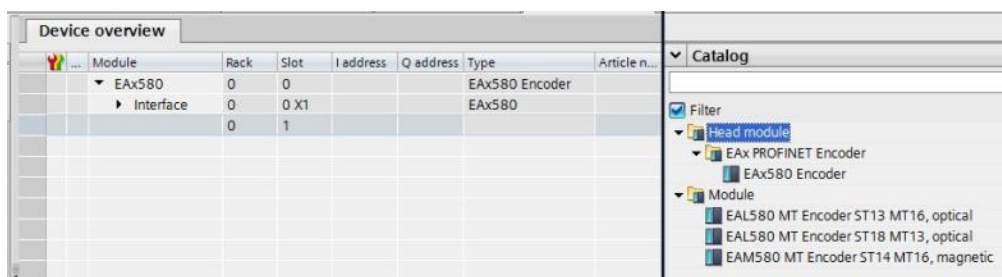 Device overview
... Module Rack Slot I address Q address Type Article n...
EAx580 0 0 EAx580 Encoder
Interface 0 0 X1 EAx580
0 1
Catalog
Filter
Head module
EAx PROFINET Encoder
EAx580 Encoder
Module
EAL580 MT Encoder ST13 MT16, optical
EAL580 MT Encoder ST18 MT13, optical
EAM580 MT Encoder ST14 MT16, magnetic